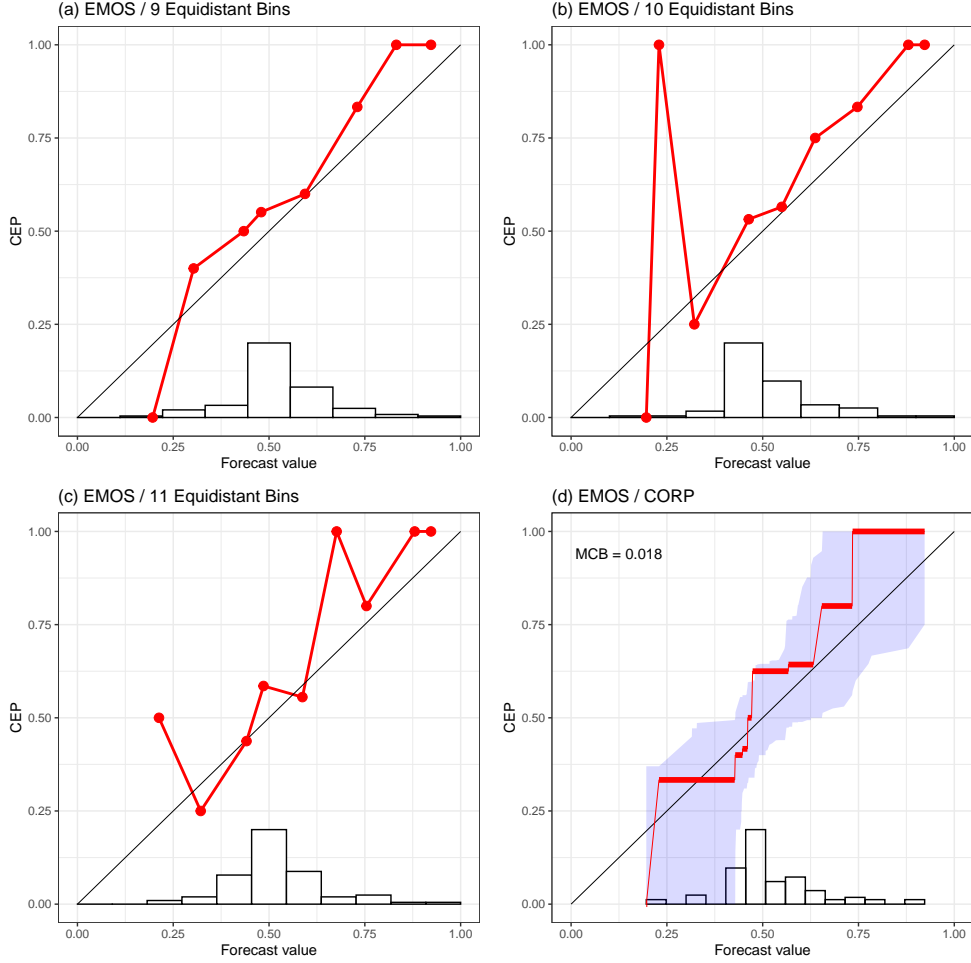 (a) EMOS / 9 Equidistant Bins
1.00
0.75
0.50
0.25
0.00
CEP
0.00 0.25 0.50 0.75 1.00
Forecast value
(b) EMOS / 10 Equidistant Bins
1.00
0.75
0.50
0.25
0.00
CEP
0.00 0.25 0.50 0.75 1.00
Forecast value
(c) EMOS / 11 Equidistant Bins
1.00
0.75
0.50
0.25
0.00
CEP
0.00 0.25 0.50 0.75 1.00
Forecast value
(d) EMOS / CORP
MCB = 0.018
1.00
0.75
0.50
0.25
0.00
CEP
0.00 0.25 0.50 0.75 1.00
Forecast value